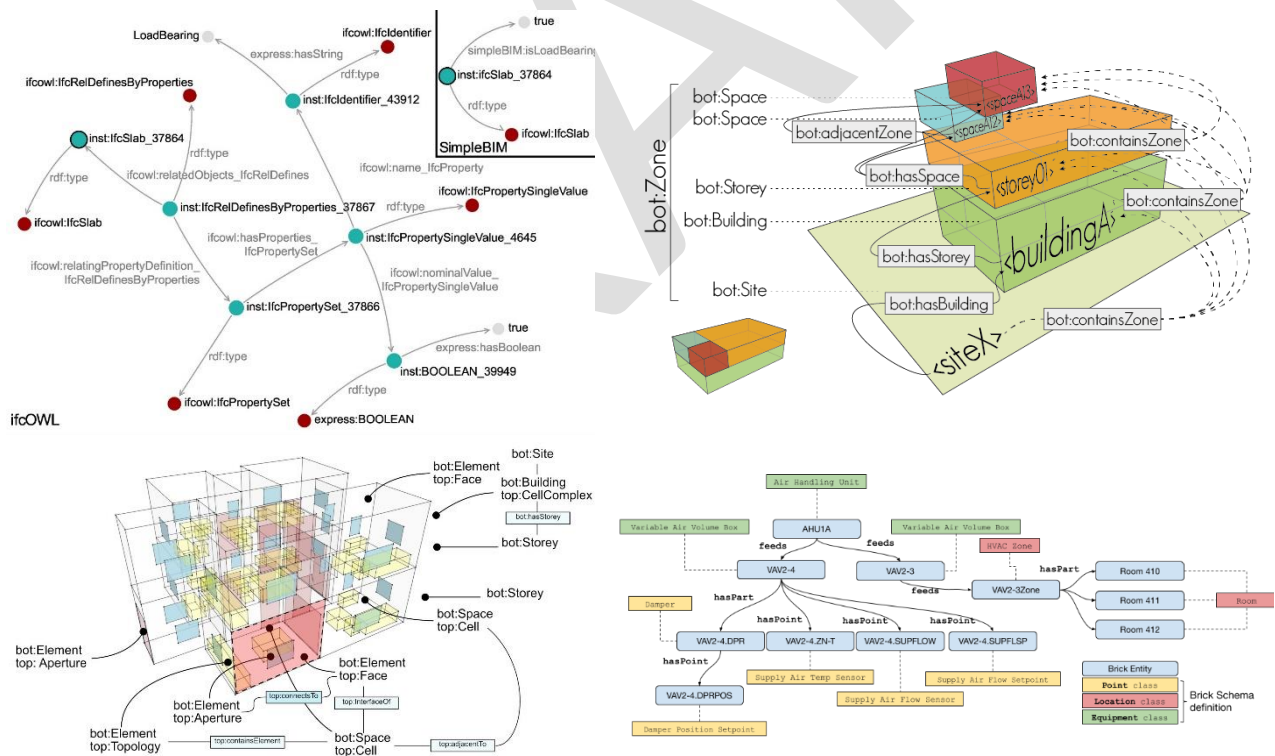 LoadBearing
ifcowl:IfcIdentifier
express:hasString
rdf:type
ifcowl:IfcRelDefinesByProperties
inst:IfcIdentifier_43912
inst:IfcSlab_37864
rdf:type
rdf:type
ifcowl:relatedObjects_IfcRelDefines
ifcowl:name_IfcProperty
ifcowl:IfcPropertySingleValue
ifcowl:IfcSlab
inst:IfcRelDefinesByProperties_37867
rdf:type
inst:IfcPropertySingleValue_4645
ifcowl:hasProperties_
IfcPropertySet
ifcowl:relatingPropertyDefinition_
IfcRelDefinesByProperties
ifcowl:nominalValue_
IfcPropertySingleValue
inst:IfcPropertySet_37866
true
express:hasBoolean
rdf:type
inst:BOOLEAN_39949
rdf:type
ifcowl:IfcPropertySet
express:BOOLEAN
ifcOWL
true
simpleBIM:isLoadBearing
inst:ifcSlab_37864
rdf:type
ifcowl:IfcSlab
SimpleBIM
bot:Zone
bot:Space
bot:Space
bot:Storey
bot:Building
bot:Site
bot:adjacentZone
bot:hasSpace
bot:hasStorey
bot:hasBuilding
bot:containsZone
bot:containsZone
bot:containsZone
<spaceA13>
<spaceA12>
<storey01>
<buildingA>
<siteX>
bot:Site
bot:Element
top:Face
bot:Building
top:CellComplex
bot:hasStorey
bot:Storey
bot:Storey
bot:Space
top:Cell
bot:Element
top: Aperture
bot:Element
top:Face
bot:Element
top:Aperture
top:connectsTo
top:InterfaceOf
bot:Element
top:Topology
top:containsElement
bot:Space
top:Cell
top:adjacentTo
Air Handling Unit
Variable Air Volume Box
AHU1A
Variable Air Volume Box
feeds
feeds
HVAC Zone
VAV2-4
VAV2-3
feeds
VAV2-3Zone
hasPart
Room 410
Room 411
Room 412
Room
Damper
hasPart
hasPoint
hasPoint
hasPoint
VAV2-4.DPR
VAV2-4.ZN-T
VAV2-4.SUPFLOW
VAV2-4.SUPFLSP
hasPoint
Supply Air Temp Sensor
Supply Air Flow Sensor
Supply Air Flow Setpoint
VAV2-4.DPRPOS
Damper Position Setpoint
Brick Entity
Point class
Location class
Equipment class
Brick Schema
definition